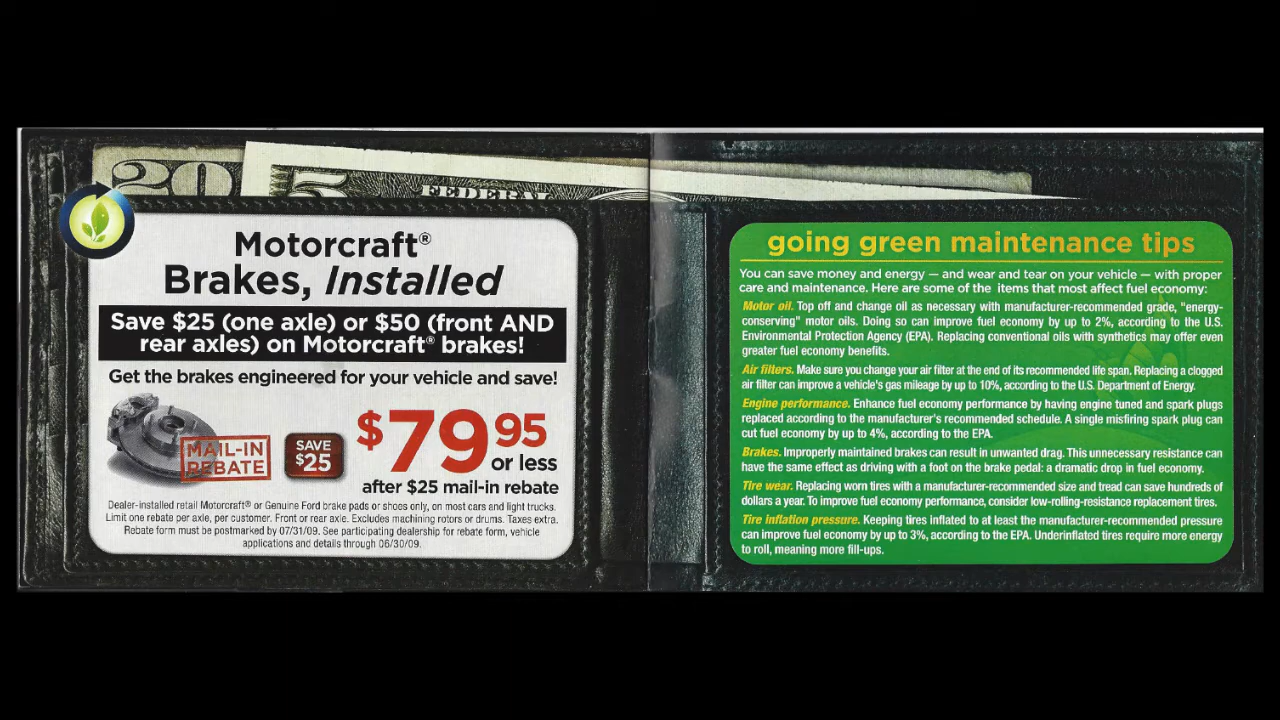 20
5
FEDERAL
Motorcraft®
Brakes, Installed
Save $25 (one axle) or $50 (front AND
rear axles) on Motorcraft® brakes!
Get the brakes engineered for your vehicle and save!
MAIL-IN
REBATE
SAVE
$25
$79.95
or less
after $25 mail-in rebate
Dealer-installed retail Motorcraft® or Genuine Ford brake pads or shoes only, on most cars and light trucks.
Limit one rebate per axle, per customer. Front or rear axle. Excludes machining rotors or drums. Taxes extra.
Rebate form must be postmarked by 07/31/09. See participating dealership for rebate form, vehicle
applications and details through 06/30/09.
going green maintenance tips
You can save money and energy — and wear and tear on your vehicle — with proper
care and maintenance. Here are some of the items that most affect fuel economy:
Motor oil. Top off and change oil as necessary with manufacturer-recommended grade, "energy-
conserving" motor oils. Doing so can improve fuel economy by up to 2%, according to the U.S.
Environmental Protection Agency (EPA). Replacing conventional oils with synthetics may offer even
greater fuel economy benefits.
Air filters. Make sure you change your air filter at the end of its recommended life span. Replacing a clogged
air filter can improve a vehicle's gas mileage by up to 10%, according to the U.S. Department of Energy.
Engine performance. Enhance fuel economy performance by having engine tuned and spark plugs
replaced according to the manufacturer's recommended schedule. A single misfiring spark plug can
cut fuel economy by up to 4%, according to the EPA.
Brakes. Improperly maintained brakes can result in unwanted drag. This unnecessary resistance can
have the same effect as driving with a foot on the brake pedal: a dramatic drop in fuel economy.
Tire wear. Replacing worn tires with a manufacturer-recommended size and tread can save hundreds of
dollars a year. To improve fuel economy performance, consider low-rolling-resistance replacement tires.
Tire inflation pressure. Keeping tires inflated to at least the manufacturer-recommended pressure
can improve fuel economy by up to 3%, according to the EPA. Underinflated tires require more energy
to roll, meaning more fill-ups.